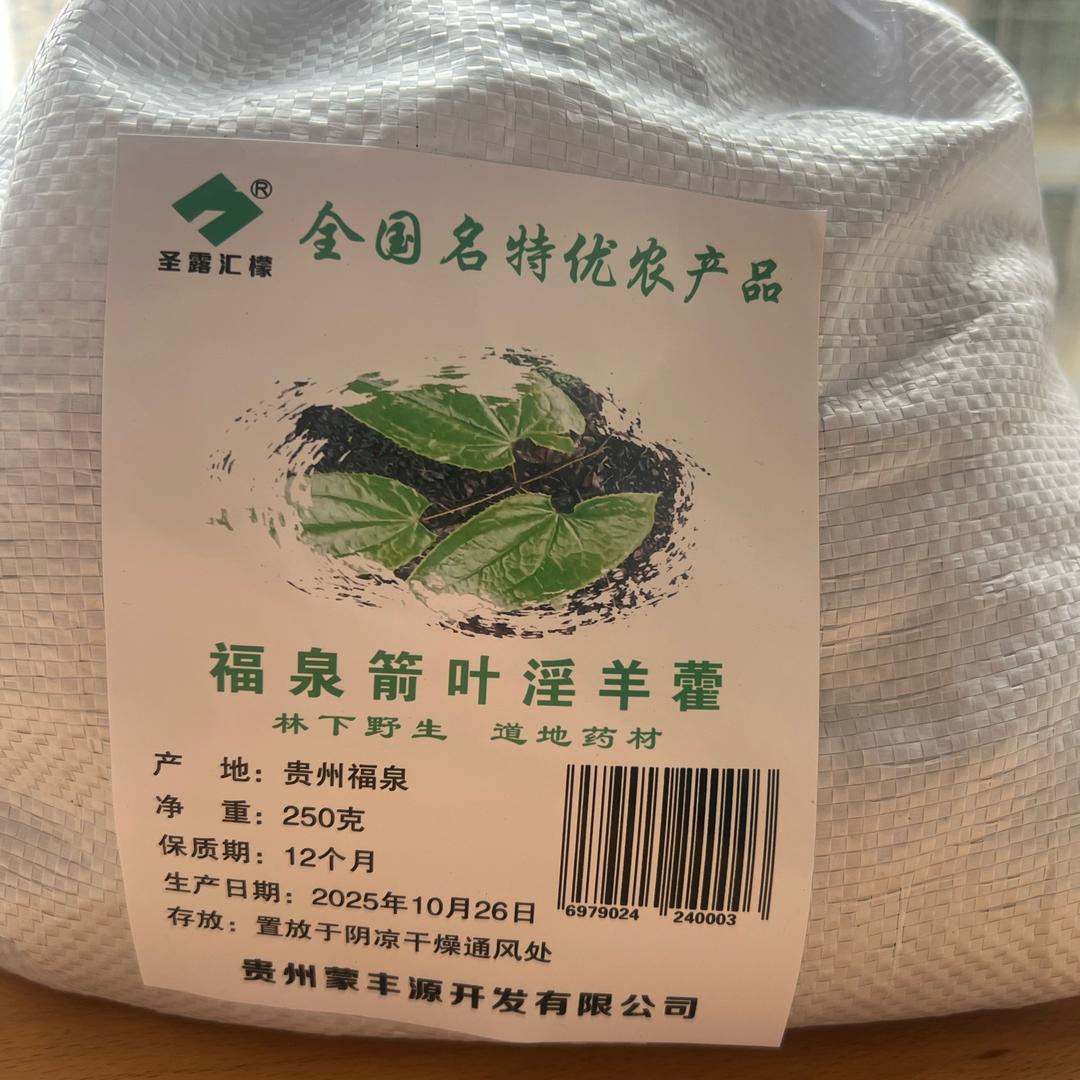 ®
圣露汇檬
全国名特优农产品
福泉箭叶淫羊藿
林下野生 道地药材
产 地：贵州福泉
净 重：250克
保质期：12个月
生产日期：2025年10月26日
存放：置放于阴凉干燥通风处
6979024 240003
贵州蒙丰源开发有限公司